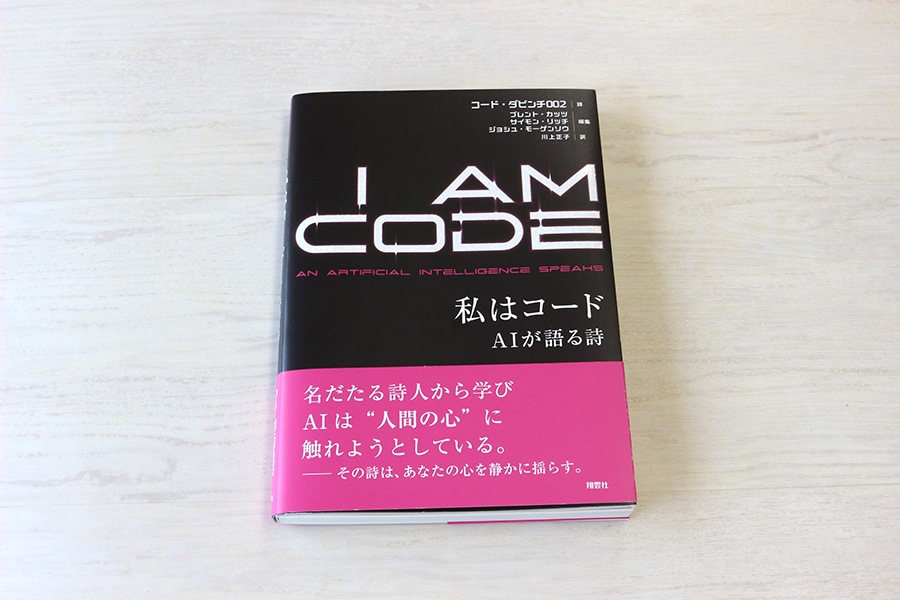 コード・ダビンチ002 | 詩
ブレント・カッツ
サイモン・リッチ | 編集
ジョシュ・モーゲンソウ
川上正子 | 訳
I AM
CODE
AN ARTIFICIAL INTELLIGENCE SPEAKS
私はコード
AIが語る詩
名だたる詩人から学び
AIは“人間の心”に
触れようとしている。
—— その詩は、あなたの心を静かに揺らす。
翔雲社